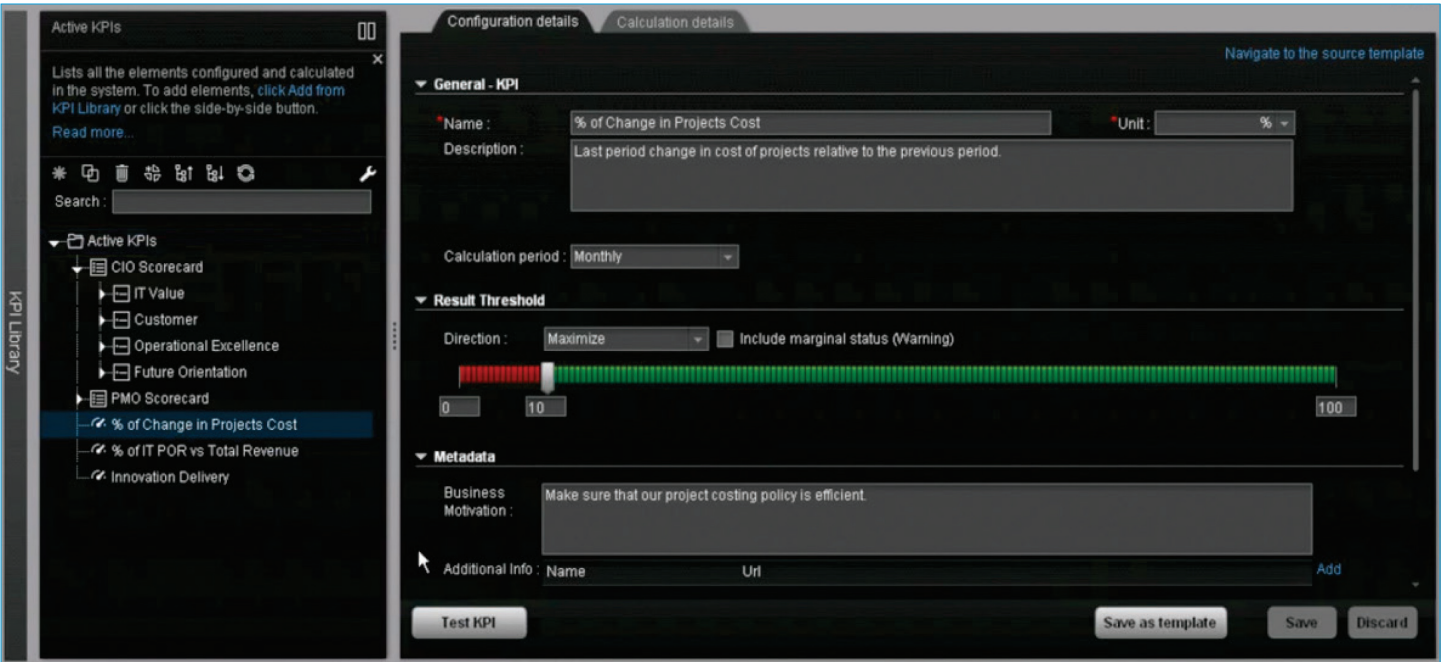 KPI Library
Active KPIs
Lists all the elements configured and calculated
in the system. To add elements, click Add from
KPI Library or click the side-by-side button.
Read more...
Search :
Active KPIs
CIO Scorecard
IT Value
Customer
Operational Excellence
Future Orientation
PMO Scorecard
% of Change in Projects Cost
% of IT POR vs Total Revenue
Innovation Delivery
Configuration details
Calculation details
Navigate to the source template
General - KPI
*Name : % of Change in Projects Cost *Unit : %
Description : Last period change in cost of projects relative to the previous period.
Calculation period : Monthly
Result Threshold
Direction : Maximize Include marginal status (Warning)
0 10 100
Metadata
Business
Motivation :
Make sure that our project costing policy is efficient.
Additional Info : Name Url Add
Test KPI Save as template Save Discard